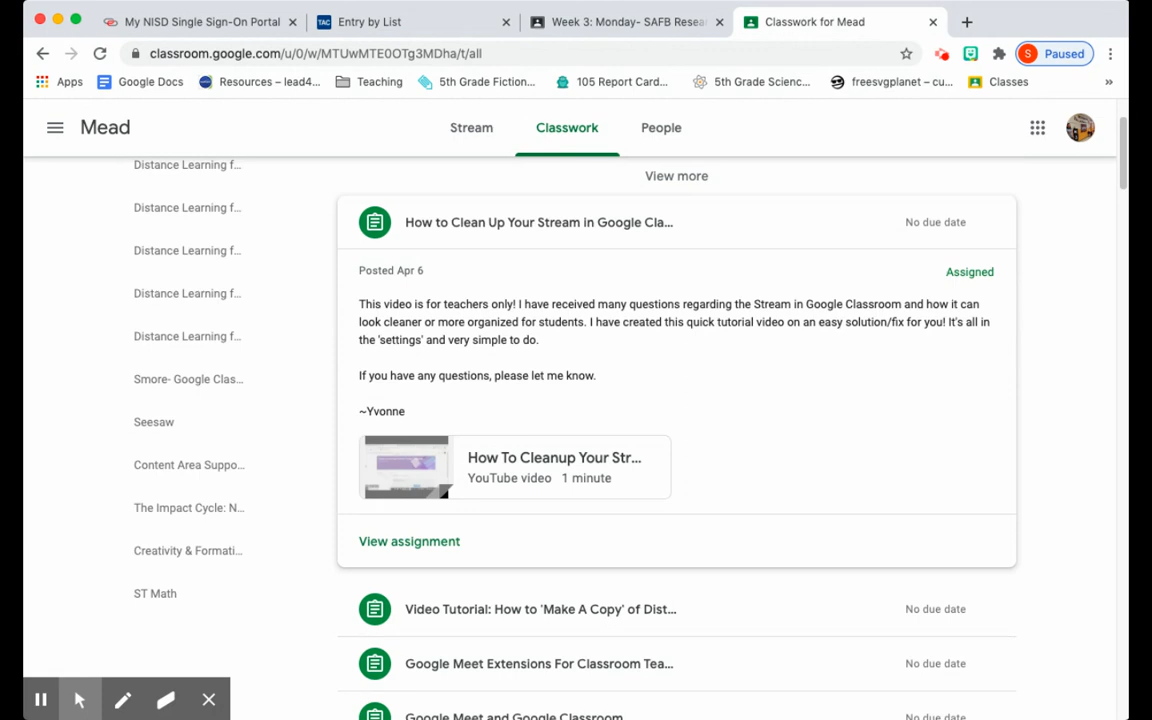 My NISD Single Sign-On Portal
TAC Entry by List
Week 3: Monday- SAFB Resea
Classwork for Mead
classroom.google.com/u/0/w/MTUwMTE0OTg3MDha/t/all
S Paused
Apps
Google Docs
Resources – lead4...
Teaching
5th Grade Fiction...
105 Report Card...
5th Grade Scienc...
freesvgplanet – cu...
Classes
»
Mead
Stream
Classwork
People
Distance Learning f...
Distance Learning f...
Distance Learning f...
Distance Learning f...
Distance Learning f...
Smore- Google Clas...
Seesaw
Content Area Suppo...
The Impact Cycle: N...
Creativity & Formati...
ST Math
View more
How to Clean Up Your Stream in Google Cla...
No due date
Posted Apr 6
Assigned
This video is for teachers only! I have received many questions regarding the Stream in Google Classroom and how it can
look cleaner or more organized for students. I have created this quick tutorial video on an easy solution/fix for you! It's all in
the 'settings' and very simple to do.
If you have any questions, please let me know.
~Yvonne
How To Cleanup Your Str...
YouTube video 1 minute
View assignment
Video Tutorial: How to 'Make A Copy' of Dist...
No due date
Google Meet Extensions For Classroom Tea...
No due date
Google Meet and Google Classroom
No due date